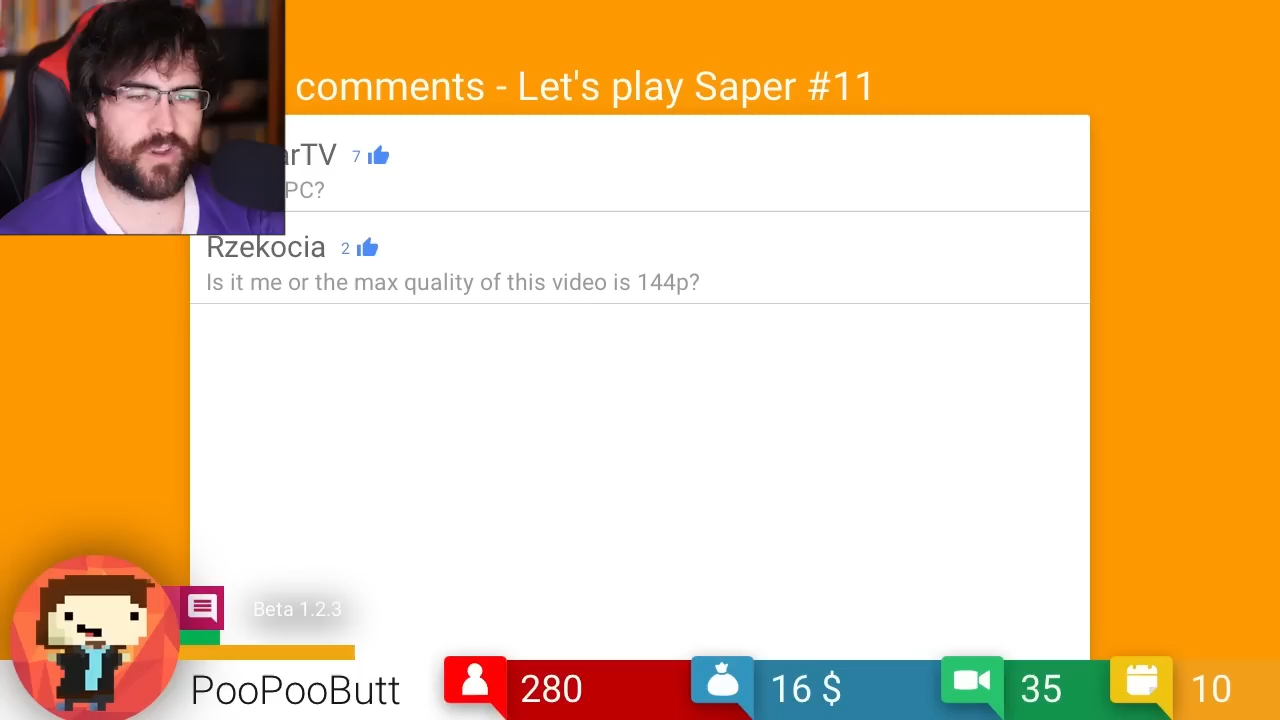 comments - Let's play Saper #11
arTV 7
PC?
Rzekocia 2
Is it me or the max quality of this video is 144p?
Beta 1.2.3
PooPooButt
280
16 $
35
10